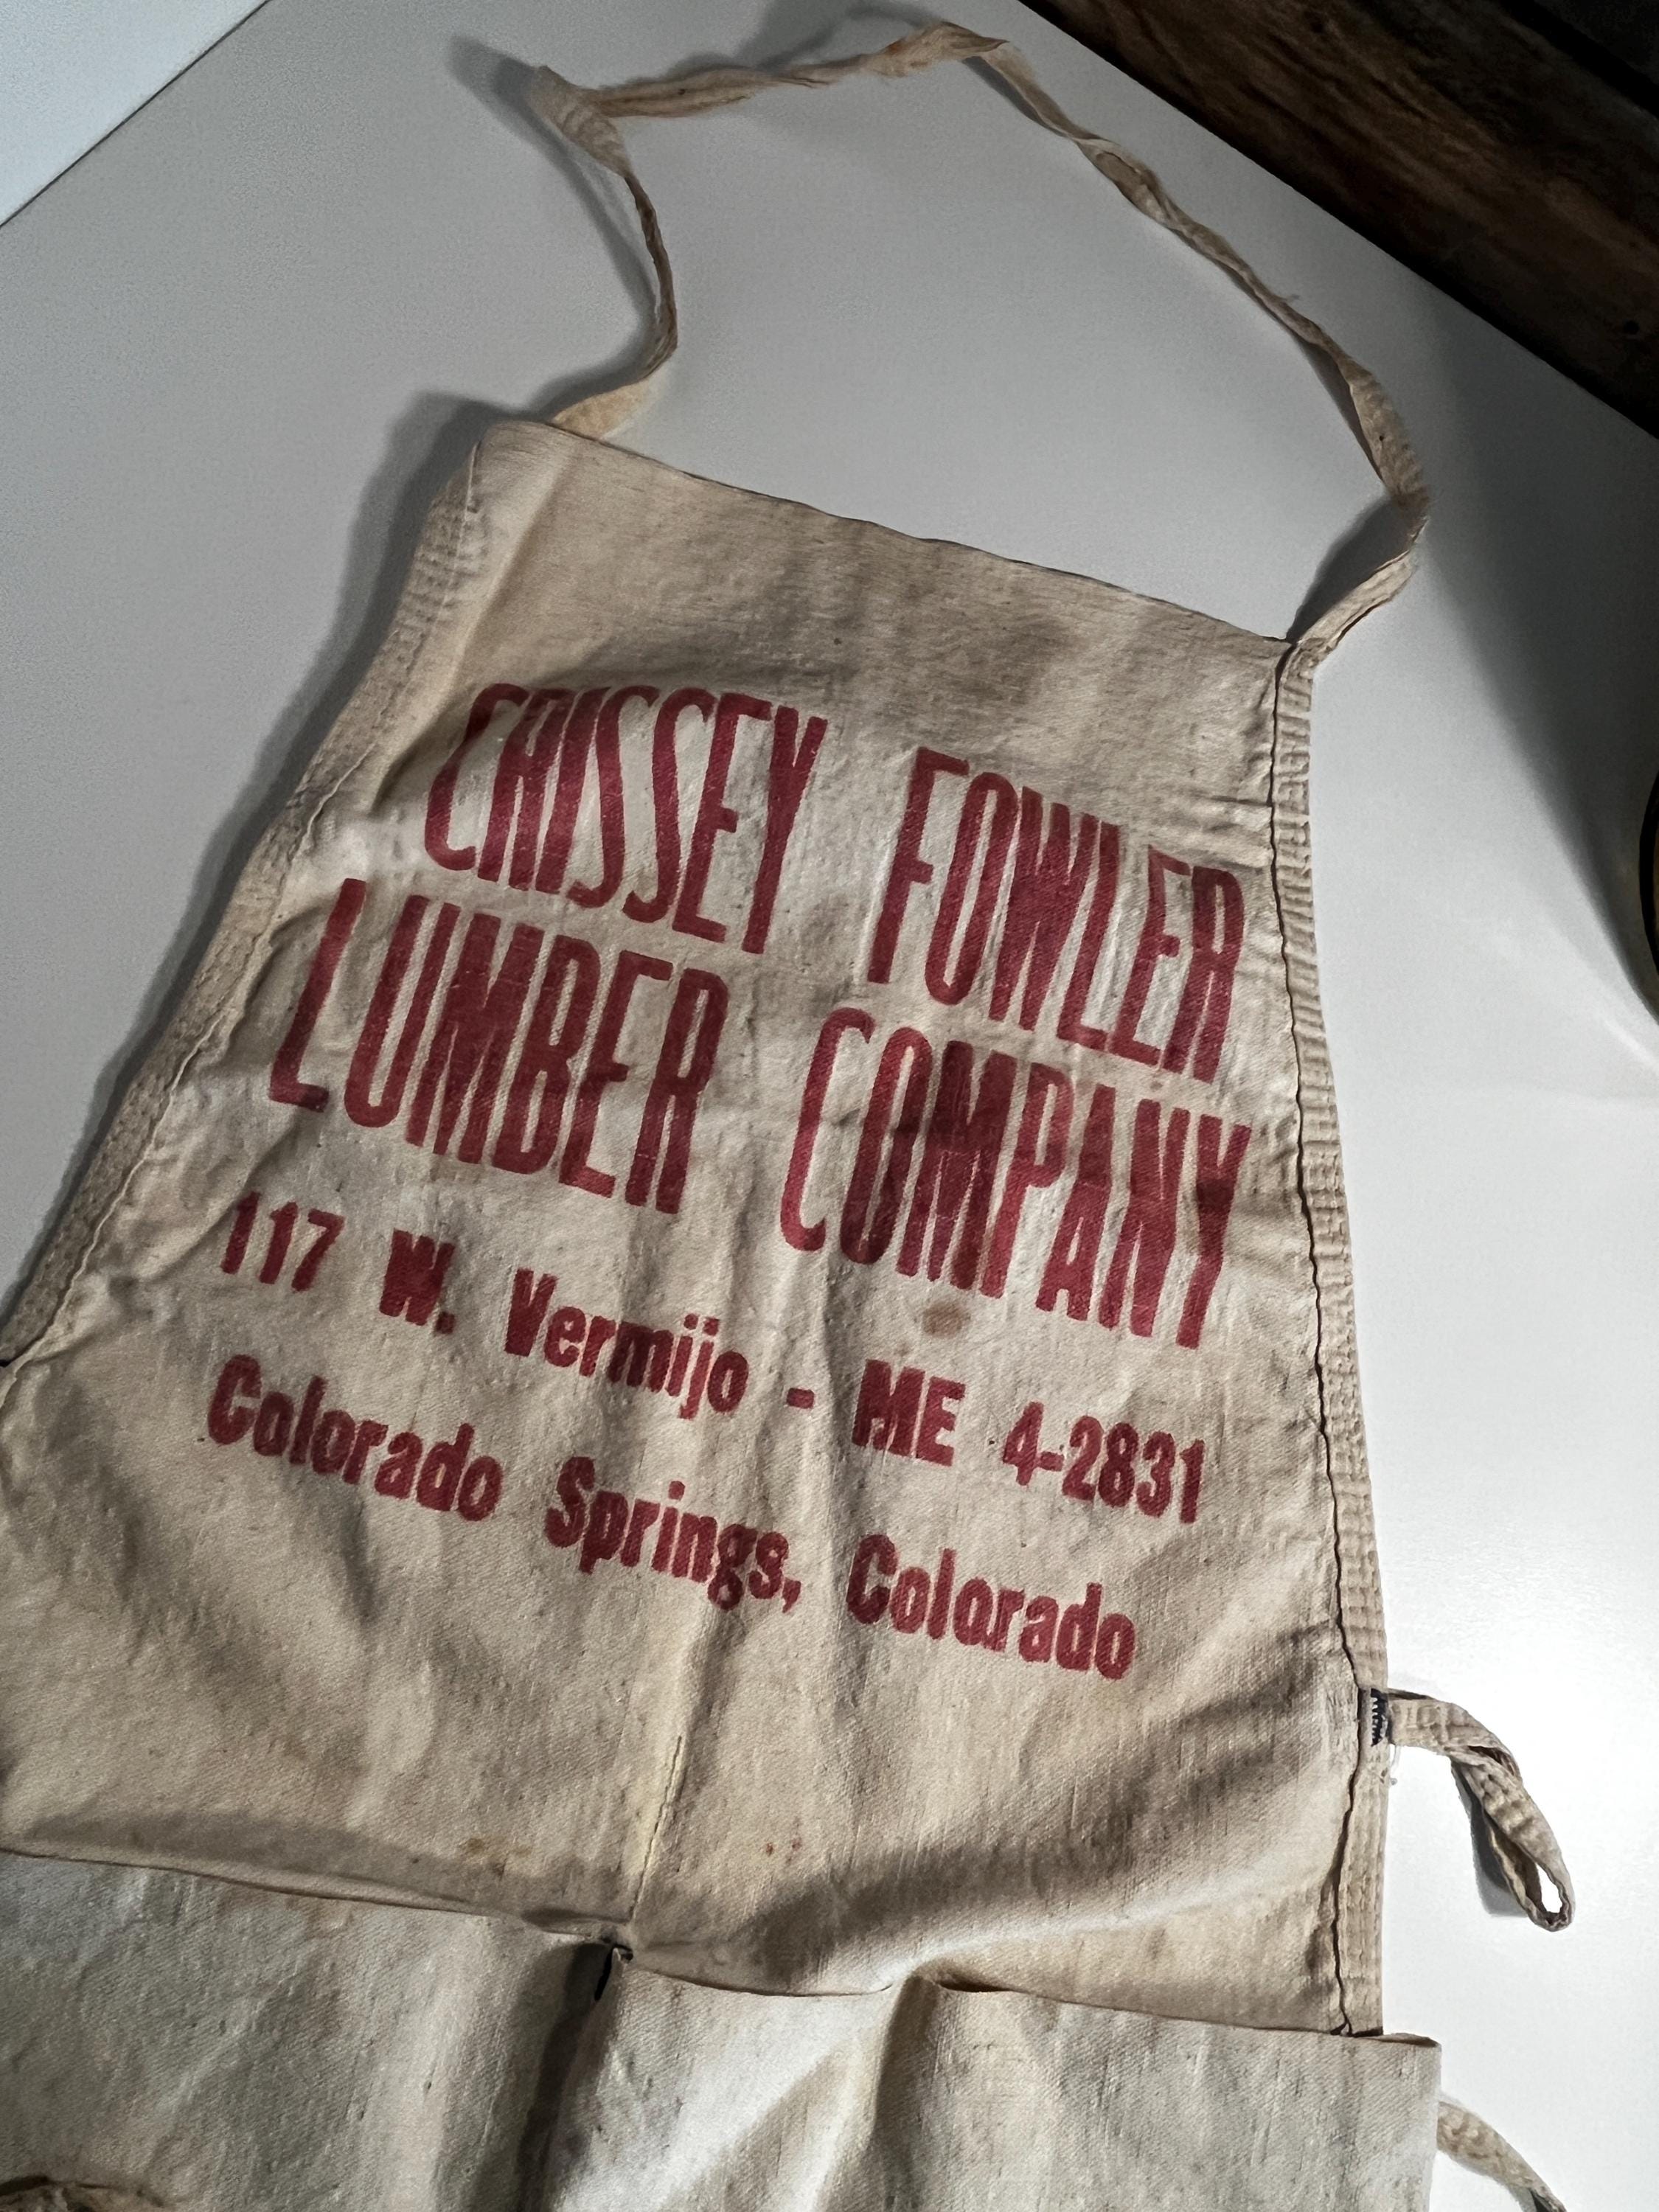 CRISSEY FOWLER
LUMBER COMPANY
117 W. Vermijo - ME 4-2831
Colorado Springs, Colorado